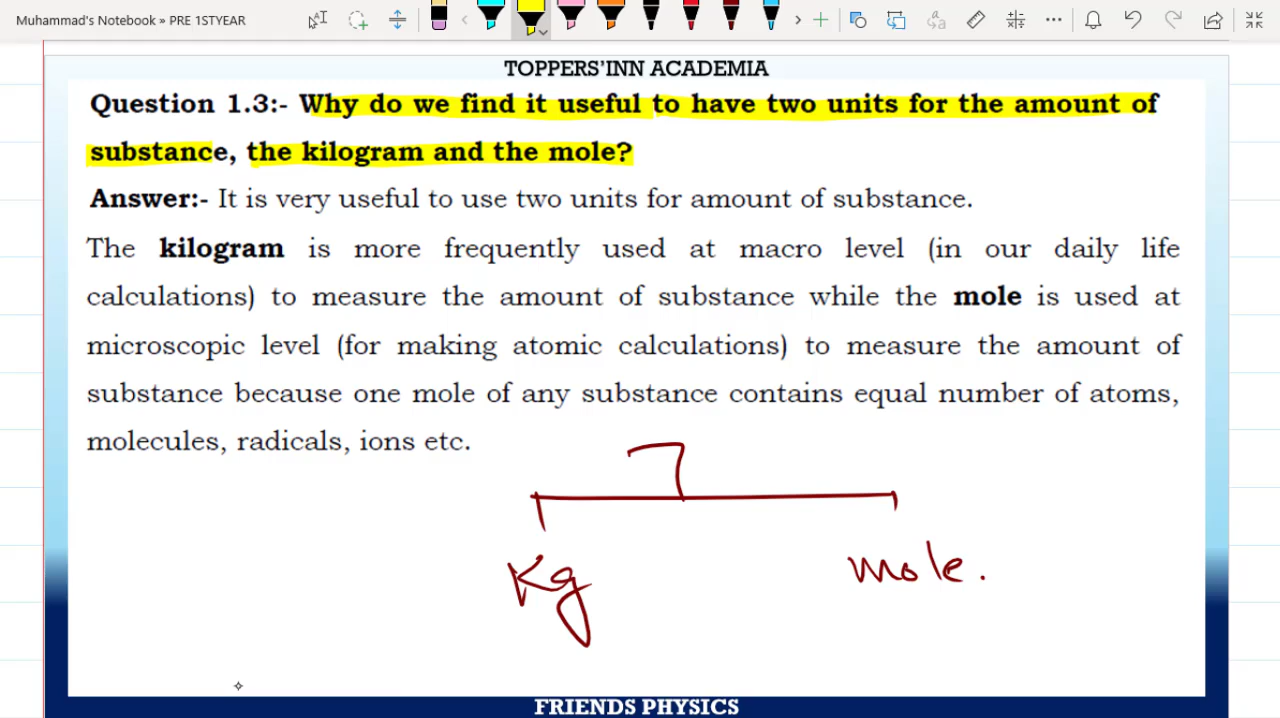 Muhammad's Notebook » PRE 1STYEAR
TOPPERS'INN ACADEMIA
Question 1.3:- Why do we find it useful to have two units for the amount of
substance, the kilogram and the mole?
Answer:- It is very useful to use two units for amount of substance.
The kilogram is more frequently used at macro level (in our daily life
calculations) to measure the amount of substance while the mole is used at
microscopic level (for making atomic calculations) to measure the amount of
substance because one mole of any substance contains equal number of atoms,
molecules, radicals, ions etc.
Kg mole.
FRIENDS PHYSICS